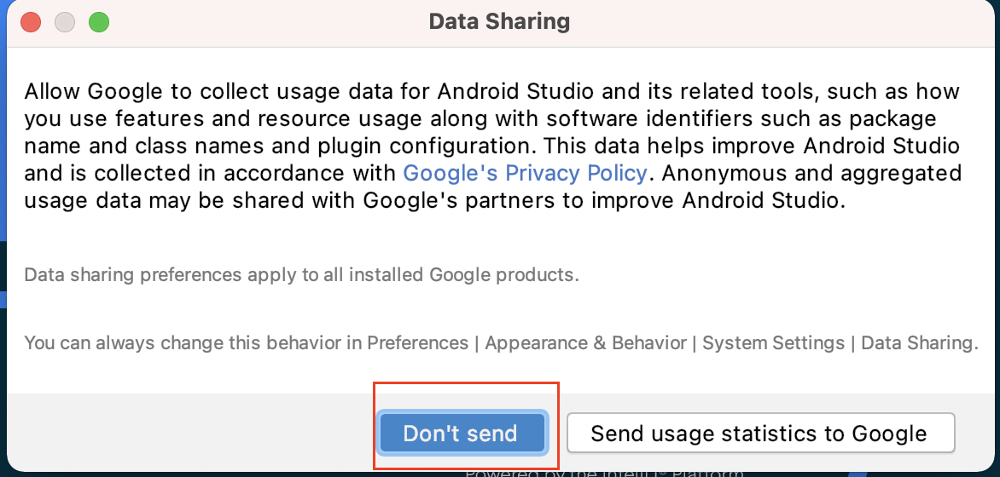 Data Sharing
Allow Google to collect usage data for Android Studio and its related tools, such as how
you use features and resource usage along with software identifiers such as package
name and class names and plugin configuration. This data helps improve Android Studio
and is collected in accordance with Google's Privacy Policy. Anonymous and aggregated
usage data may be shared with Google's partners to improve Android Studio.
Data sharing preferences apply to all installed Google products.
You can always change this behavior in Preferences | Appearance & Behavior | System Settings | Data Sharing.
Don't send
Send usage statistics to Google
Powered by the IntelliJ® Platform